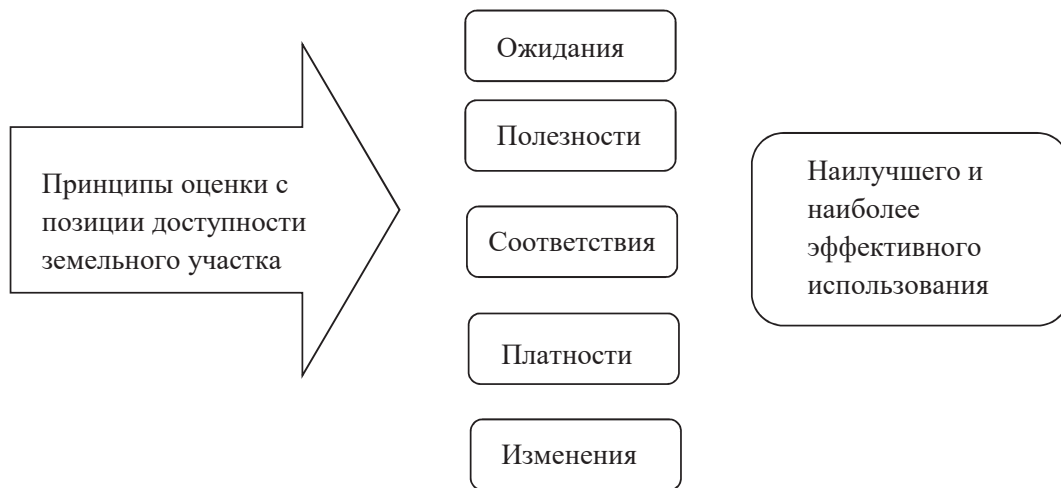 Принципы оценки с
позиции доступности
земельного участка
Ожидания
Полезности
Соответствия
Платности
Изменения
Наилучшего и
наиболее
эффективного
использования